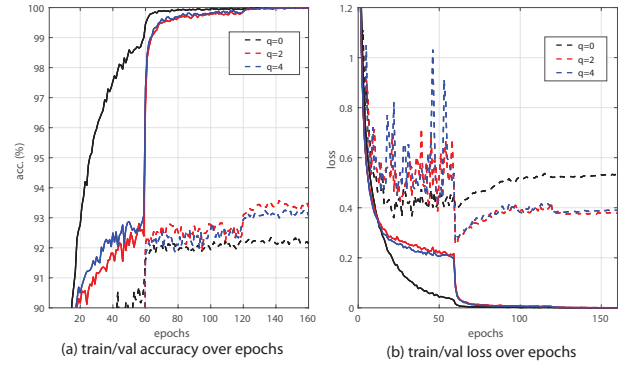 100
99
98
97
96
95
94
93
92
91
90
acc. (%)
20 40 60 80 100 120 140 160
epochs
q=0
q=2
q=4
(a) train/val accuracy over epochs
1.2
1
0.8
0.6
0.4
0.2
0
loss
0 50 100 150
epochs
q=0
q=2
q=4
(b) train/val loss over epochs